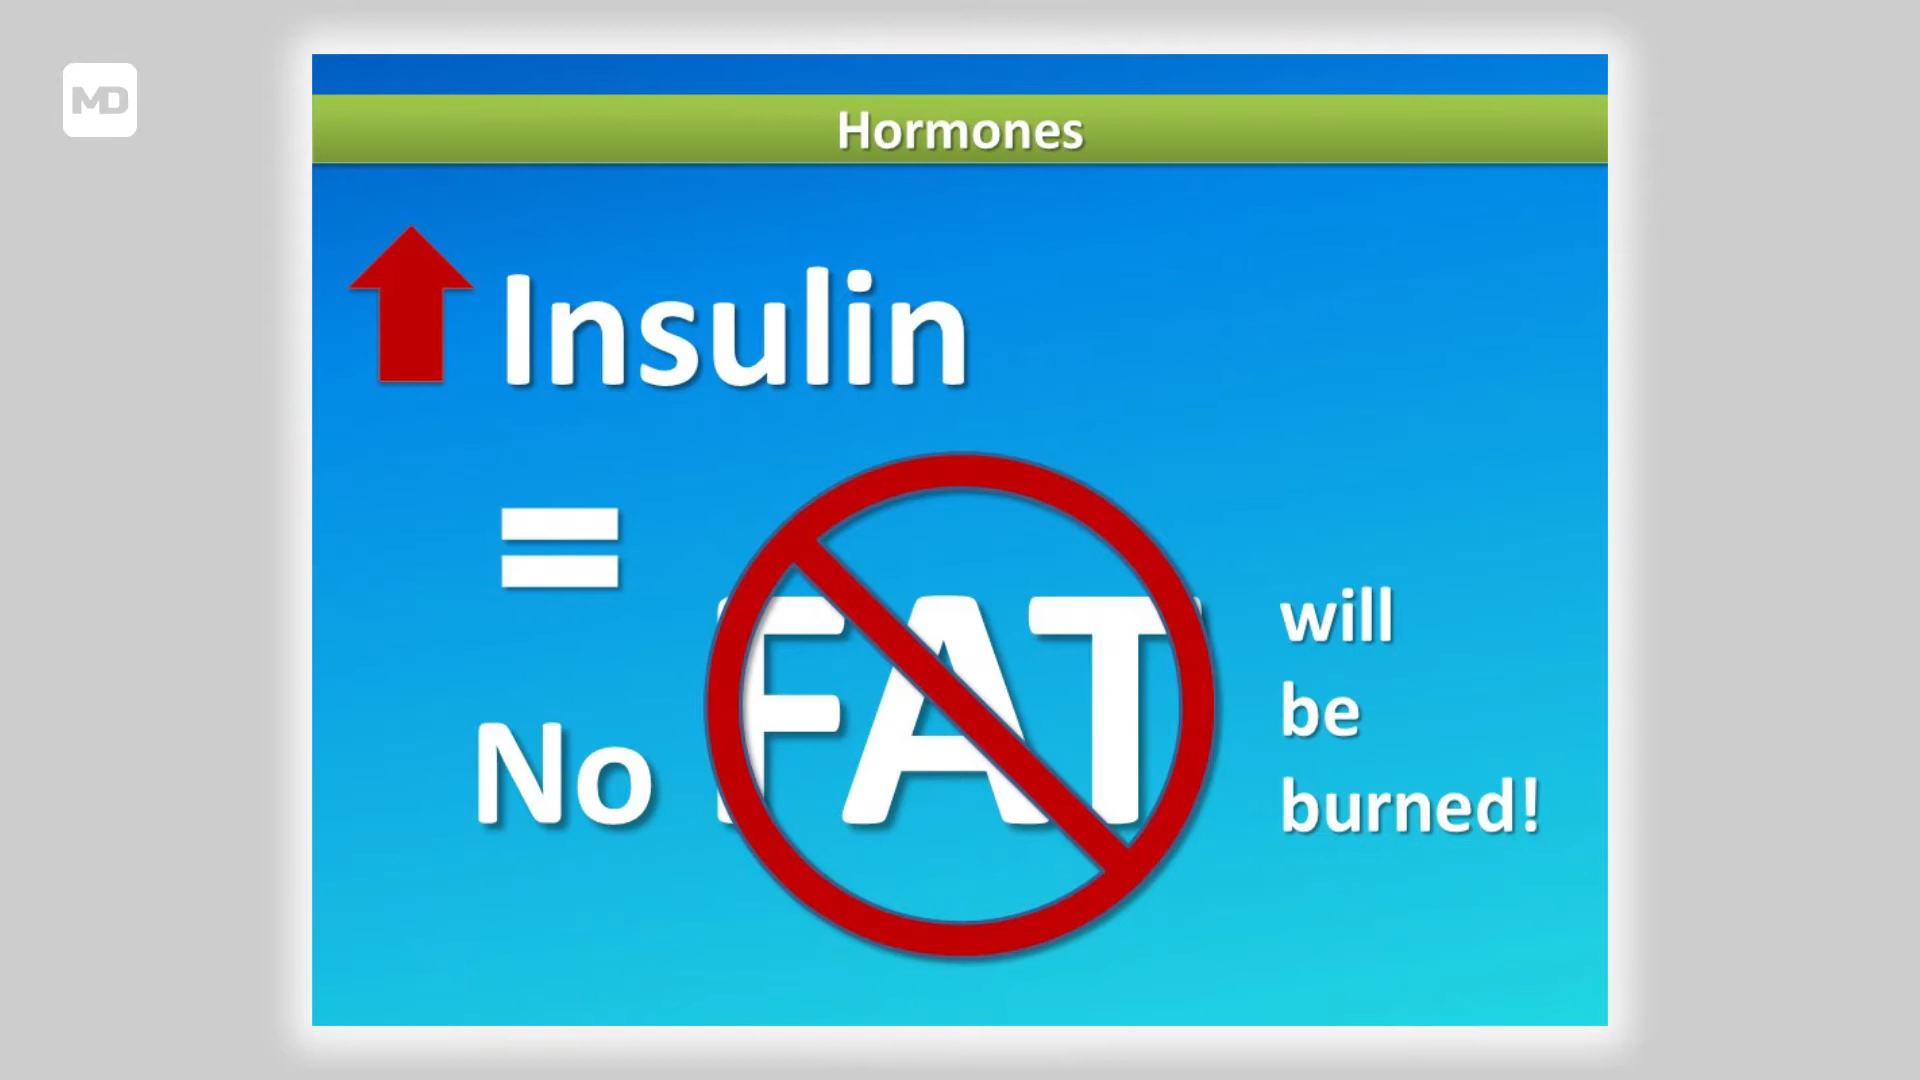 MD
Hormones
Insulin
=
No FAT
will
be
burned!